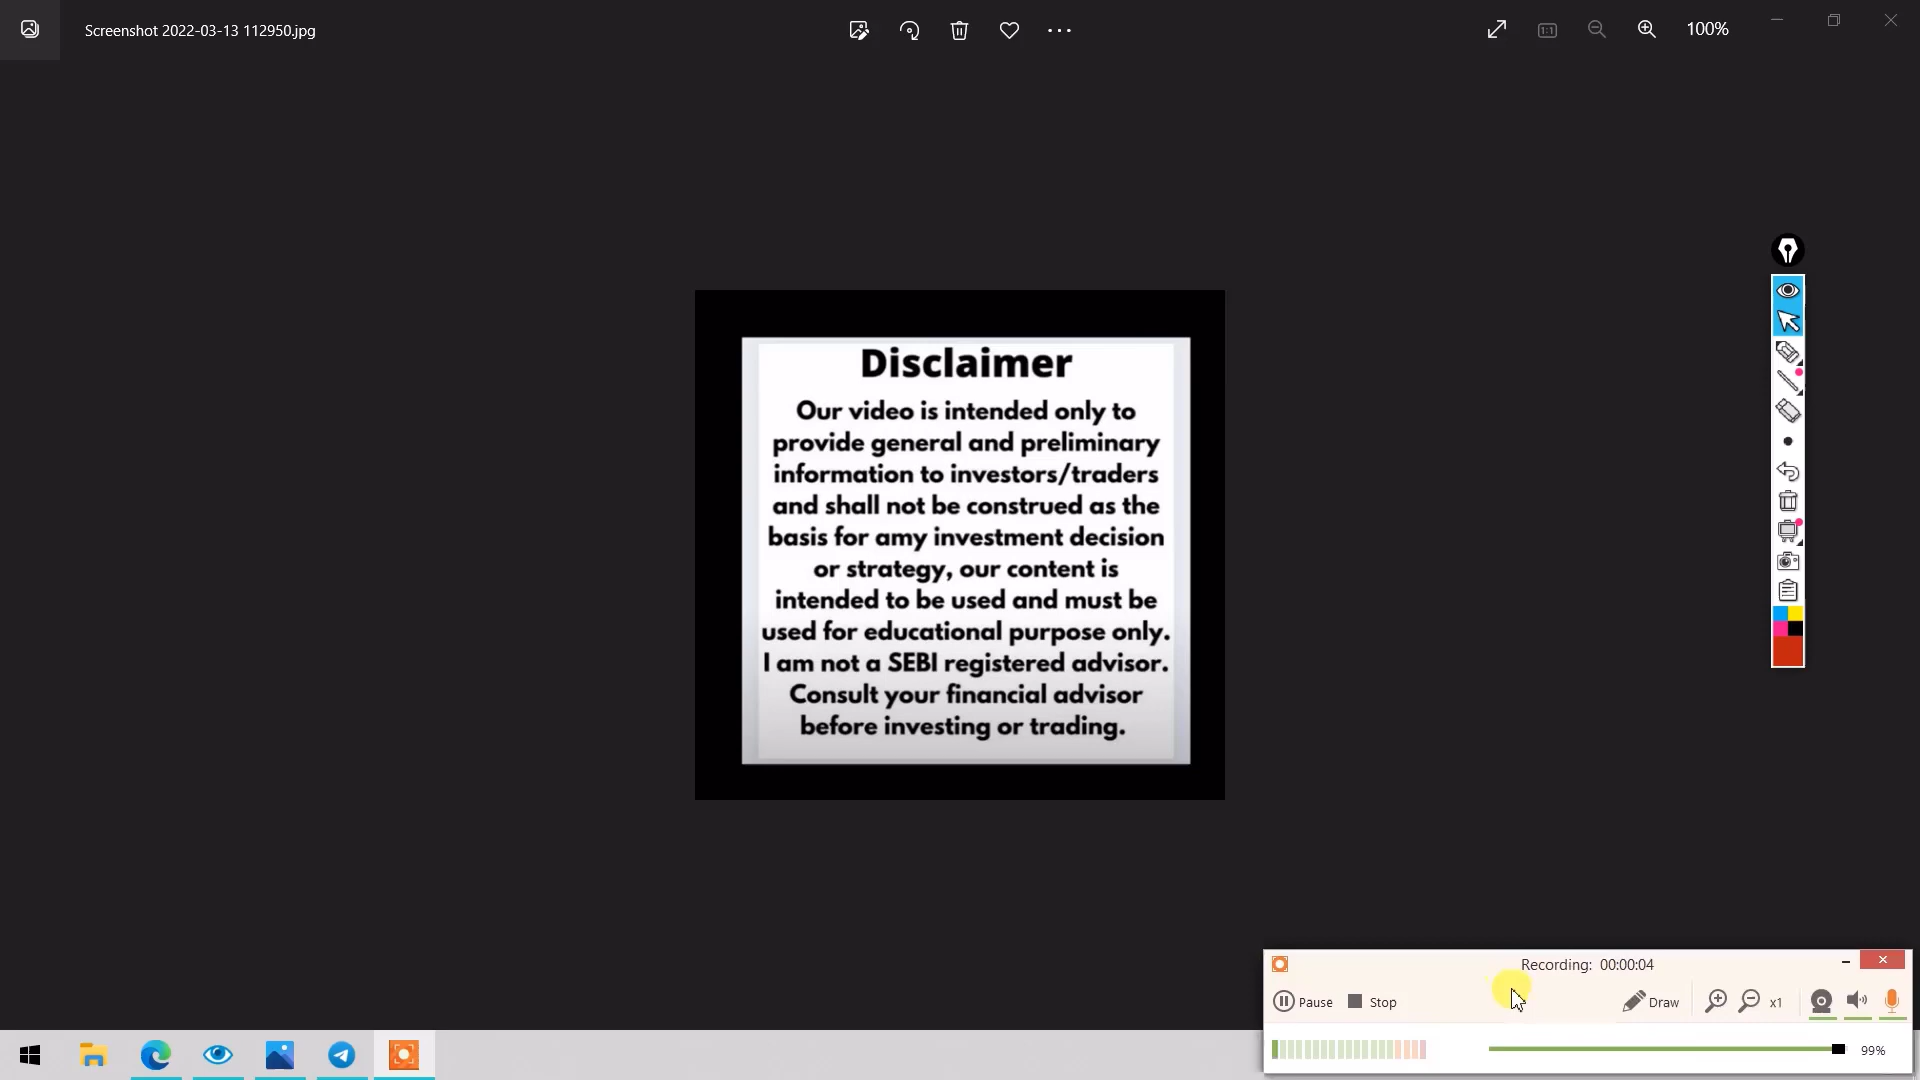 Screenshot 2022-03-13 112950.jpg
100%
Disclaimer
Our video is intended only to
provide general and preliminary
information to investors/traders
and shall not be construed as the
basis for amy investment decision
or strategy, our content is
intended to be used and must be
used for educational purpose only.
I am not a SEBI registered advisor.
Consult your financial advisor
before investing or trading.
Recording: 00:00:04
Pause Stop Draw x1
99%